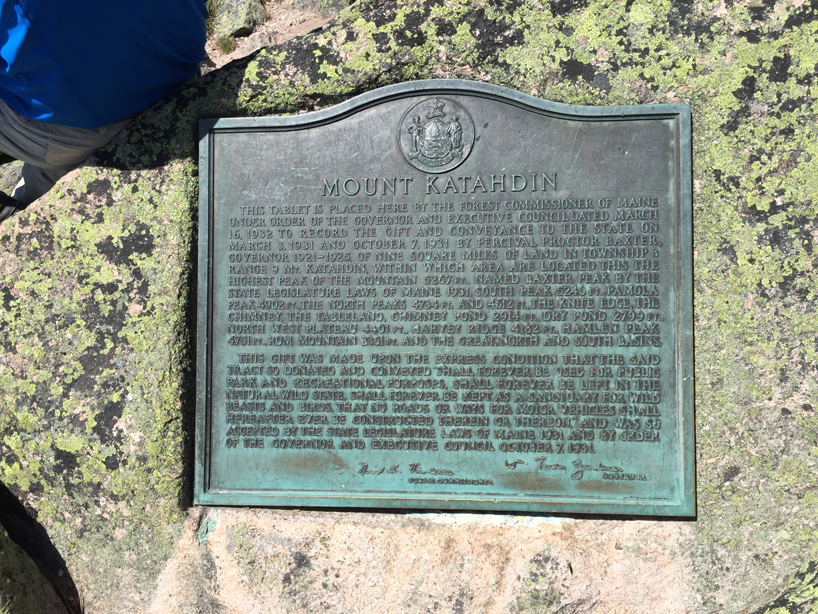 MOUNT KATAHDIN
THIS TABLET IS PLACED HERE BY THE FOREST COMMISSIONER OF MAINE
UNDER ORDER OF THE GOVERNOR AND EXECUTIVE COUNCIL DATED MARCH
16, 1932 TO RECORD THE GIFT AND CONVEYANCE TO THE STATE ON
MARCH 3, 1931 AND OCTOBER 7, 1931 BY PERCIVAL PROCTOR BAXTER,
GOVERNOR 1921-1925, OF NINE SQUARE MILES OF LAND IN TOWNSHIP 3
RANGE 9 MT. KATAHDIN, WITHIN WHICH AREA ARE LOCATED THIS THE
HIGHEST PEAK OF THE MOUNTAIN 5267 FT., NAMED BAXTER PEAK BY THE
STATE LEGISLATURE LAWS OF MAINE 1931, SOUTH PEAK 5240 FT., PAMOLA
PEAK 4902 FT., THE NORTH PEAKS 4734 FT. AND 4612 FT., THE KNIFE EDGE, THE
CHIMNEY, THE TABLELAND, CHIMNEY POND 2914 FT., DRY POND 2799 FT.,
NORTH WEST PLATEAU 4401 FT., HARVEY RIDGE 4182 FT., HAMLIN PEAK
4751 FT., RUM MOUNTAIN 3361 FT. AND THE GREAT NORTH AND SOUTH BASINS.
THIS GIFT WAS MADE UPON THE EXPRESS CONDITION THAT THE SAID
TRACT SO DONATED AND CONVEYED "SHALL FOREVER BE USED FOR PUBLIC
PARK AND RECREATIONAL PURPOSES, SHALL FOREVER BE LEFT IN THE
NATURAL WILD STATE, SHALL FOREVER BE KEPT AS A SANCTUARY FOR WILD
BEASTS AND BIRDS, THAT NO ROADS OR WAYS FOR MOTOR VEHICLES SHALL
HEREAFTER EVER BE CONSTRUCTED THEREIN OR THEREON", AND WAS SO
ACCEPTED BY THE STATE LEGISLATURE LAWS OF MAINE 1931 AND BY ORDER
OF THE GOVERNOR AND EXECUTIVE COUNCIL OCTOBER 7, 1931.
Wm Tudor Gardiner
FOREST COMMISSIONER GOVERNOR